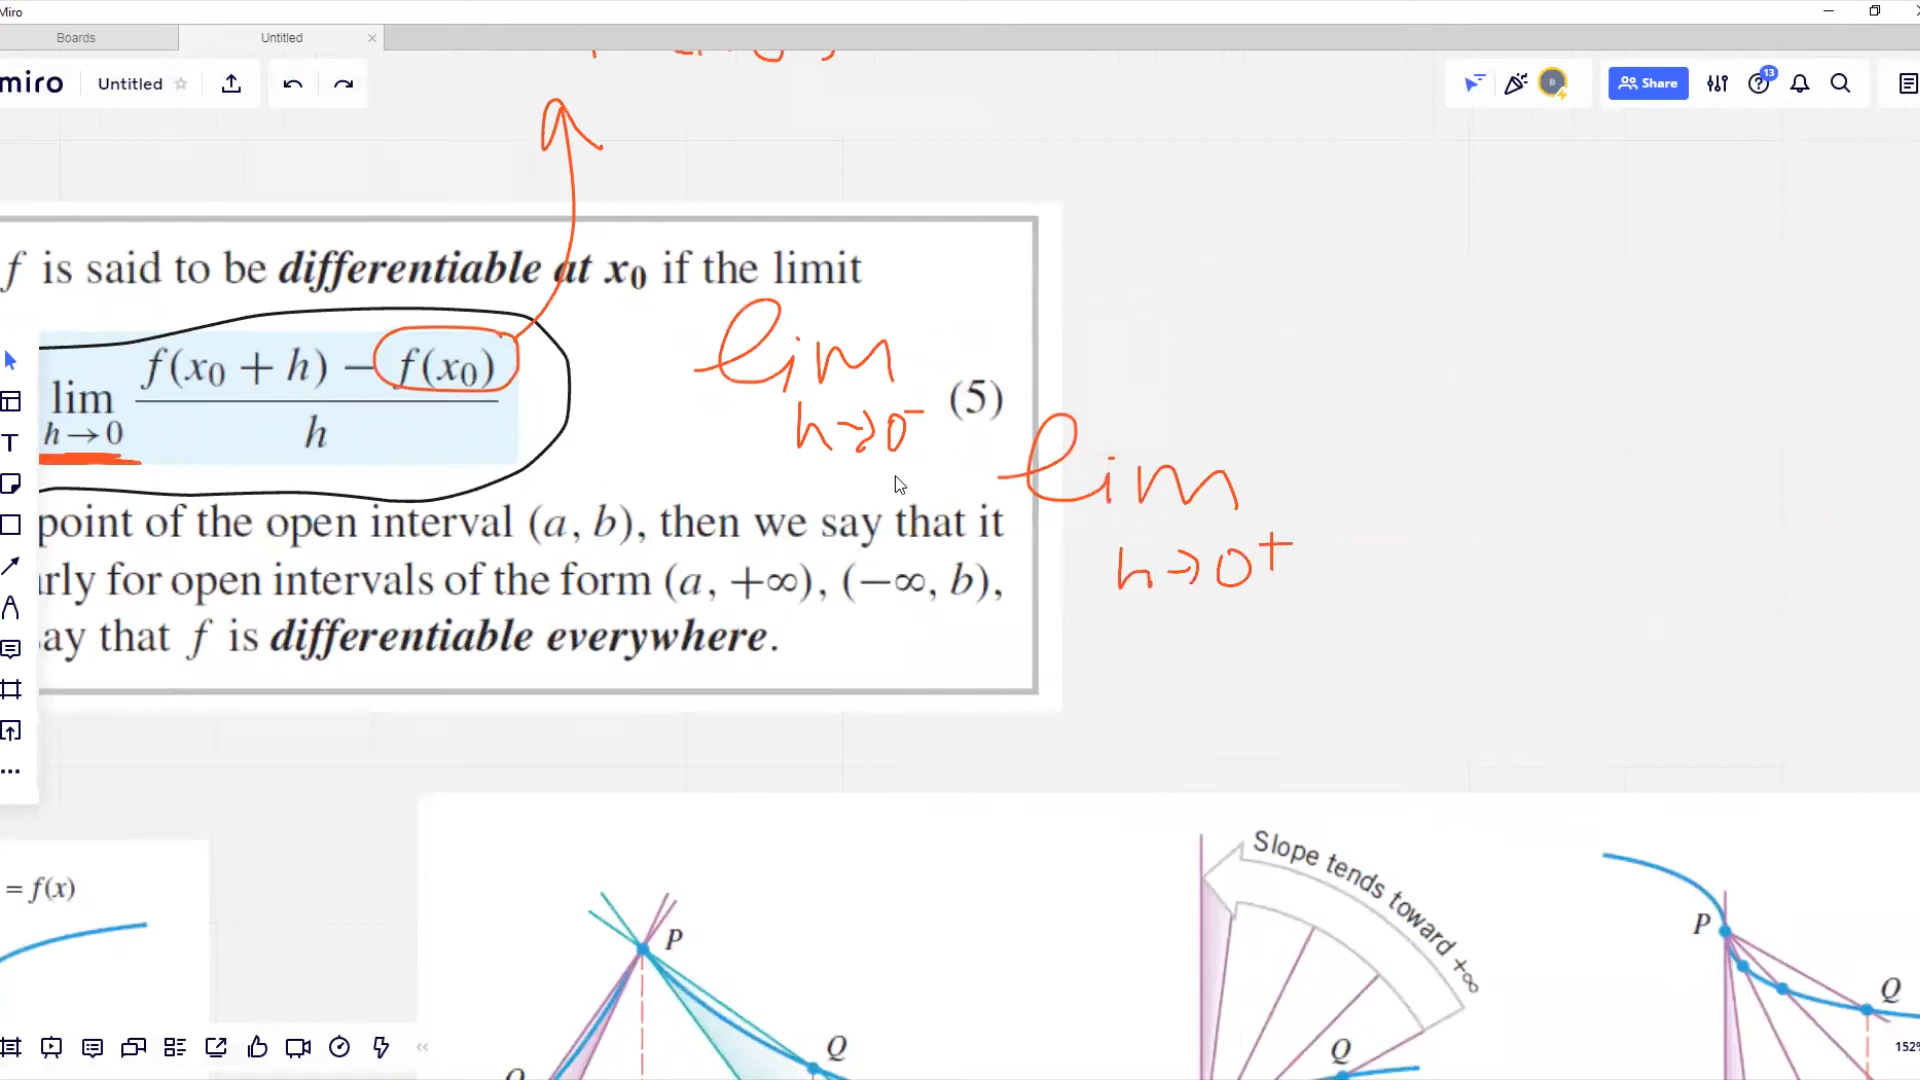 Miro
Boards
Untitled
miro
Untitled
Share
13
f is said to be differentiable at x₀ if the limit
lim h→0 f(x₀ + h) − f(x₀) / h
(5)
lim
h→0⁻
lim
h→0⁺
point of the open interval (a, b), then we say that it
rly for open intervals of the form (a, +∞), (−∞, b),
ay that f is differentiable everywhere.
= f(x)
P
Q
Slope tends toward +∞
Q
P
Q
152%